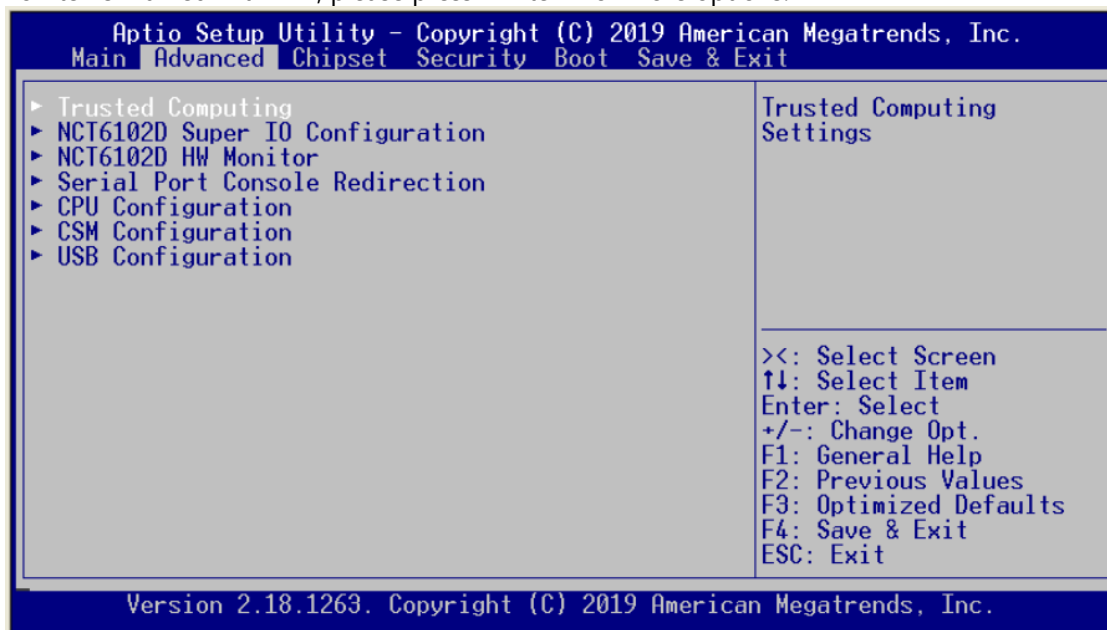 Aptio Setup Utility – Copyright (C) 2019 American Megatrends, Inc.
Main Advanced Chipset Security Boot Save & Exit
► Trusted Computing
► NCT6102D Super IO Configuration
► NCT6102D HW Monitor
► Serial Port Console Redirection
► CPU Configuration
► CSM Configuration
► USB Configuration
Trusted Computing
Settings
><: Select Screen
↑↓: Select Item
Enter: Select
+/-: Change Opt.
F1: General Help
F2: Previous Values
F3: Optimized Defaults
F4: Save & Exit
ESC: Exit
Version 2.18.1263. Copyright (C) 2019 American Megatrends, Inc.